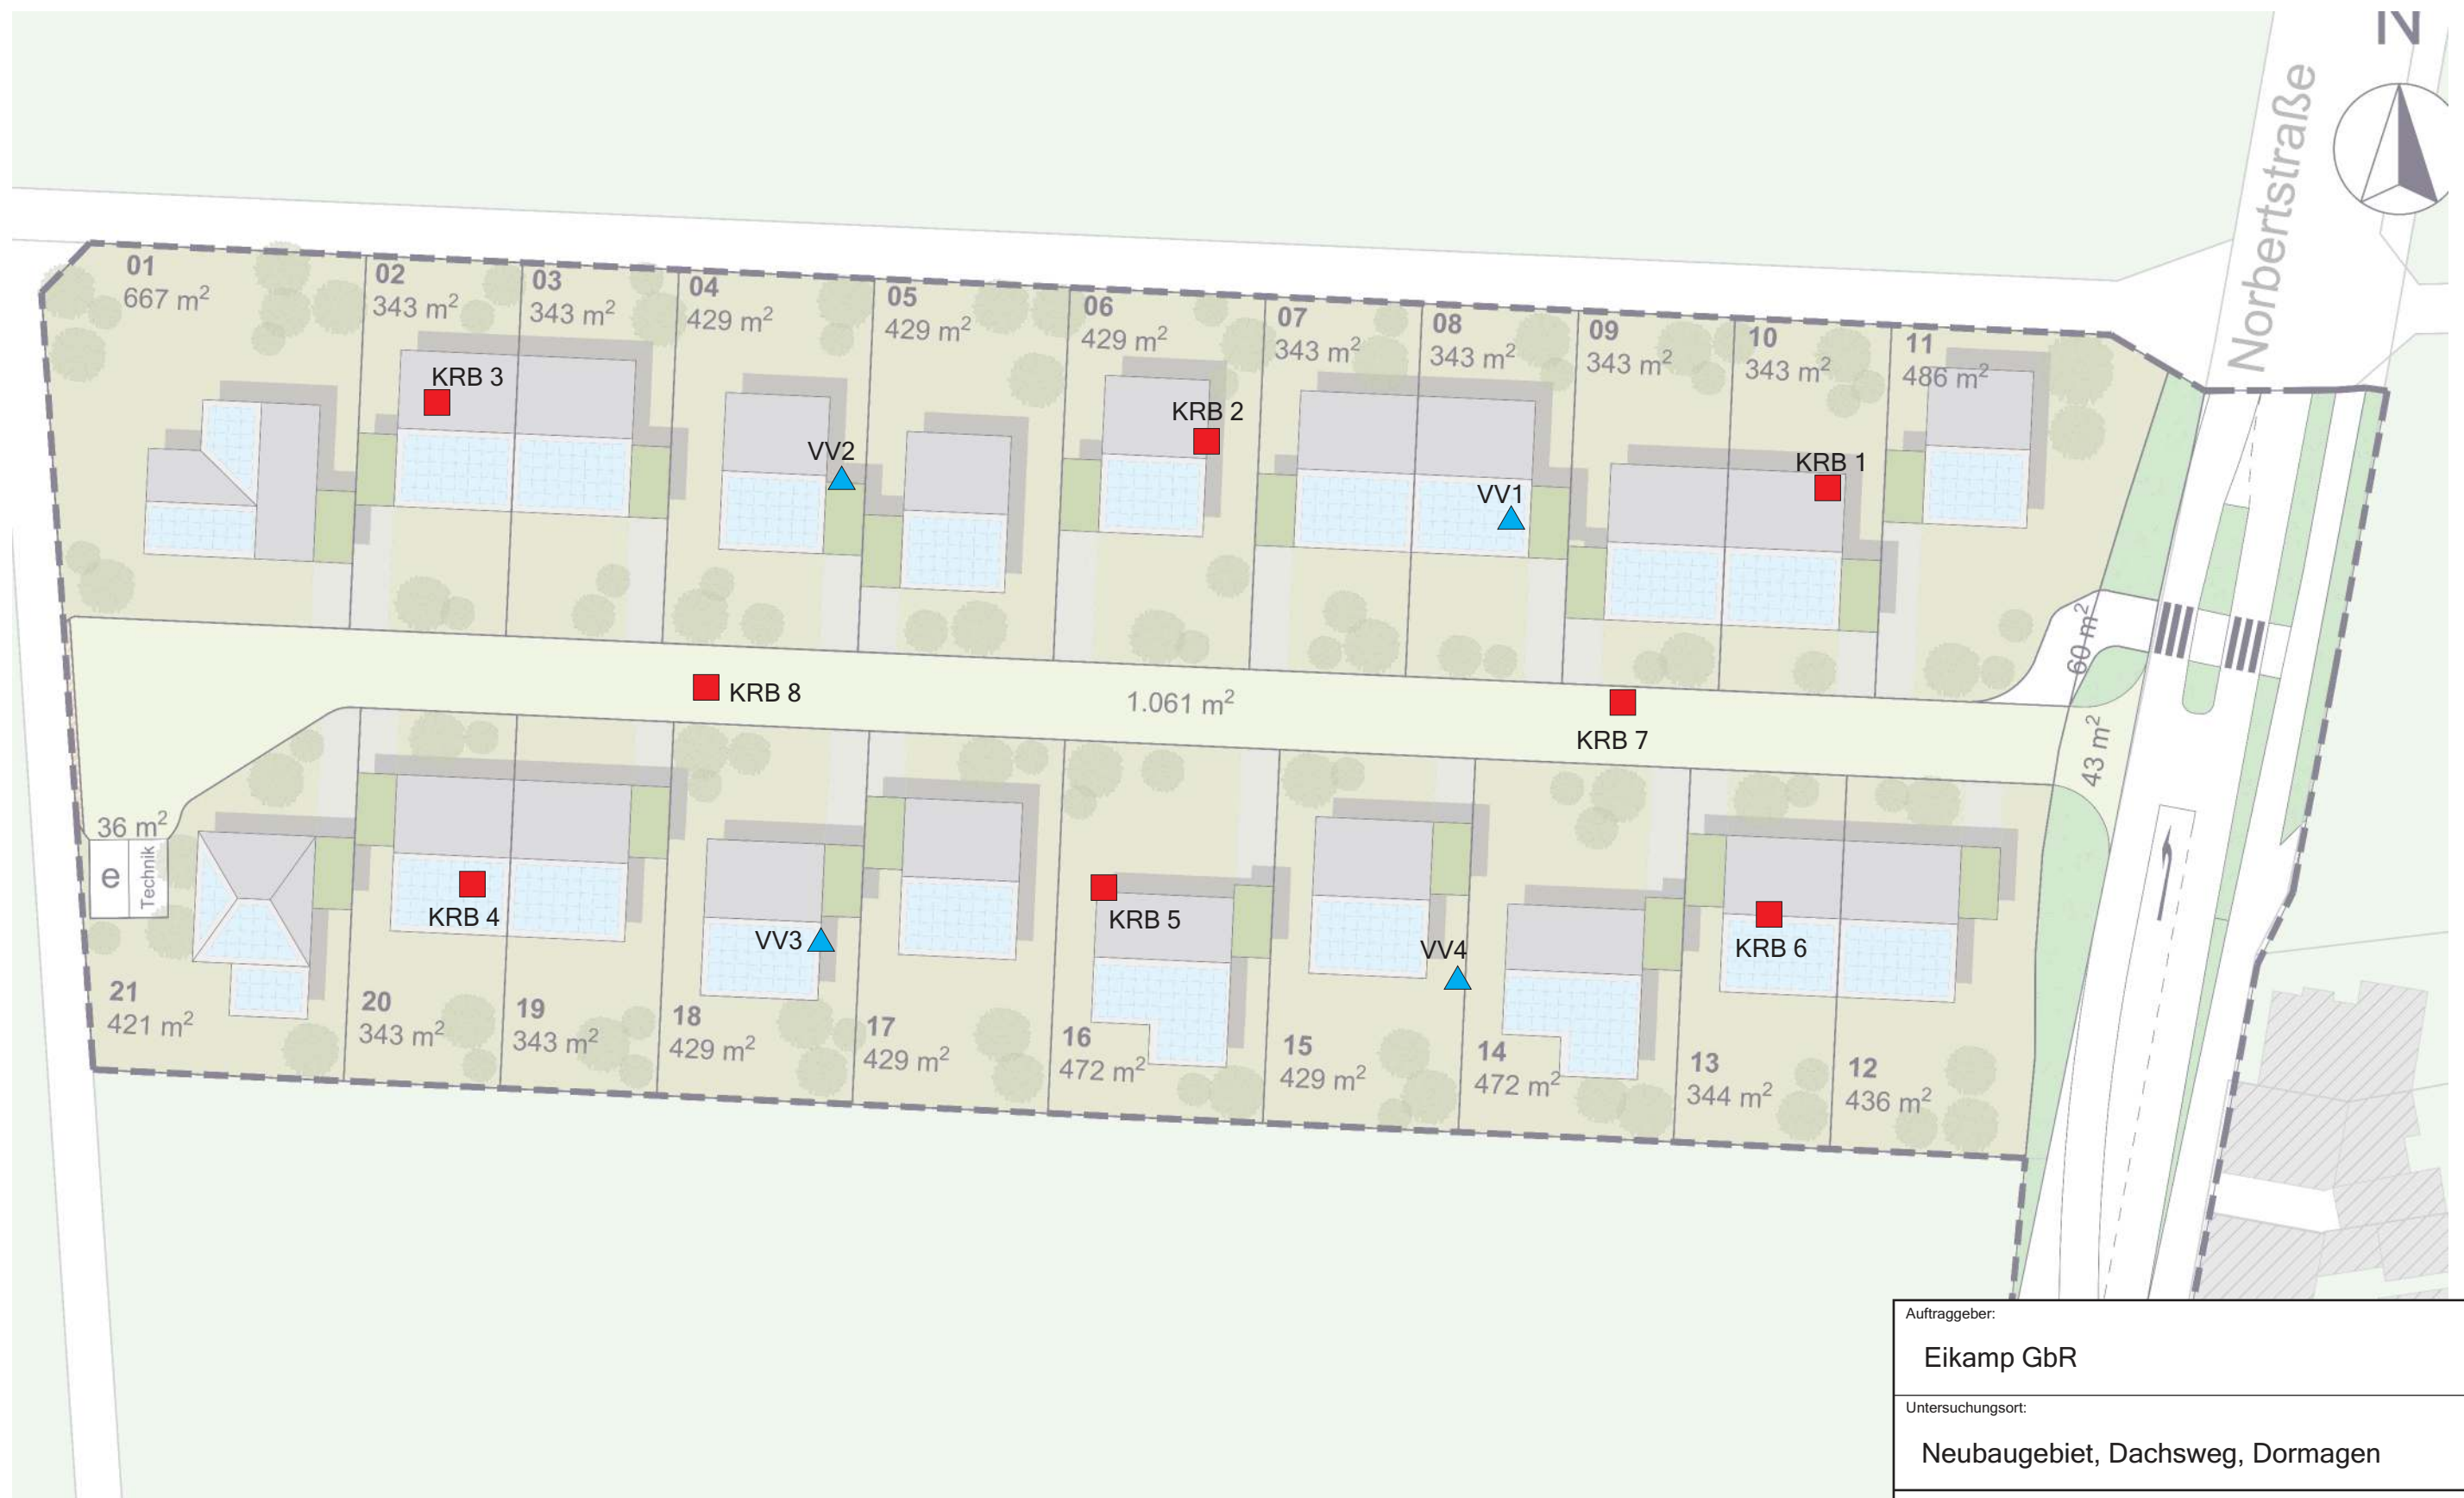 N
Norbertstraße
01
667 m²
02
343 m²
03
343 m²
04
429 m²
05
429 m²
06
429 m²
07
343 m²
08
343 m²
09
343 m²
10
343 m²
11
486 m²
KRB 3
VV2
KRB 2
VV1
KRB 1
60 m²
KRB 8
1.061 m²
KRB 7
43 m²
36 m²
e
Technik
KRB 4
VV3
KRB 5
VV4
KRB 6
21
421 m²
20
343 m²
19
343 m²
18
429 m²
17
429 m²
16
472 m²
15
429 m²
14
472 m²
13
344 m²
12
436 m²
Auftraggeber:
Eikamp GbR
Untersuchungsort:
Neubaugebiet, Dachsweg, Dormagen